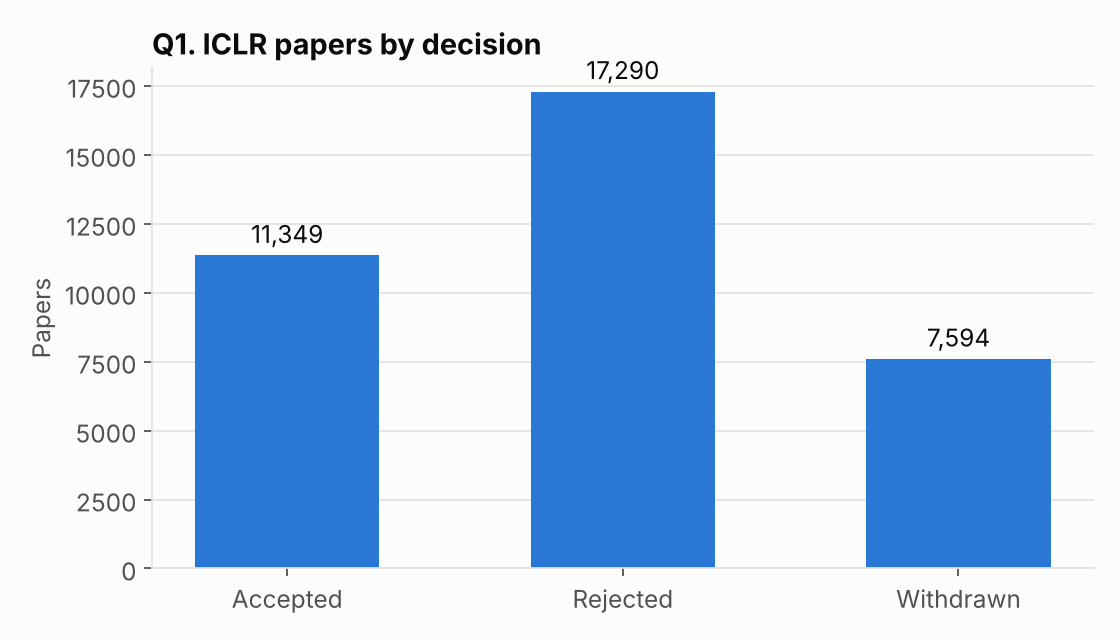 Q1. ICLR papers by decision
17,290
17500
15000
12500
11,349
10000
Papers
7,594
7500
5000
2500
0
Accepted
Rejected
Withdrawn